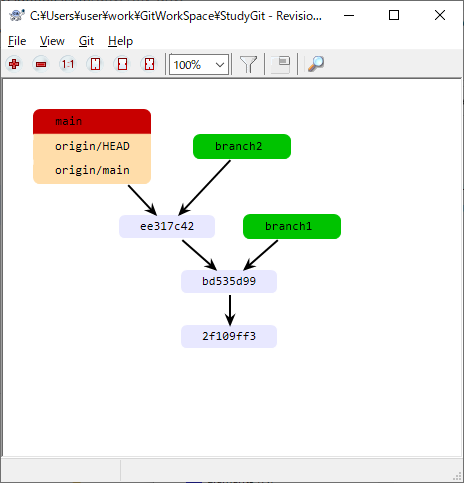 C:¥Users¥user¥work¥GitWorkSpace¥StudyGit - Revisio...
File View Git Help
1:1 100%
main
origin/HEAD
branch2
origin/main
ee317c42
branch1
bd535d99
2f109ff3